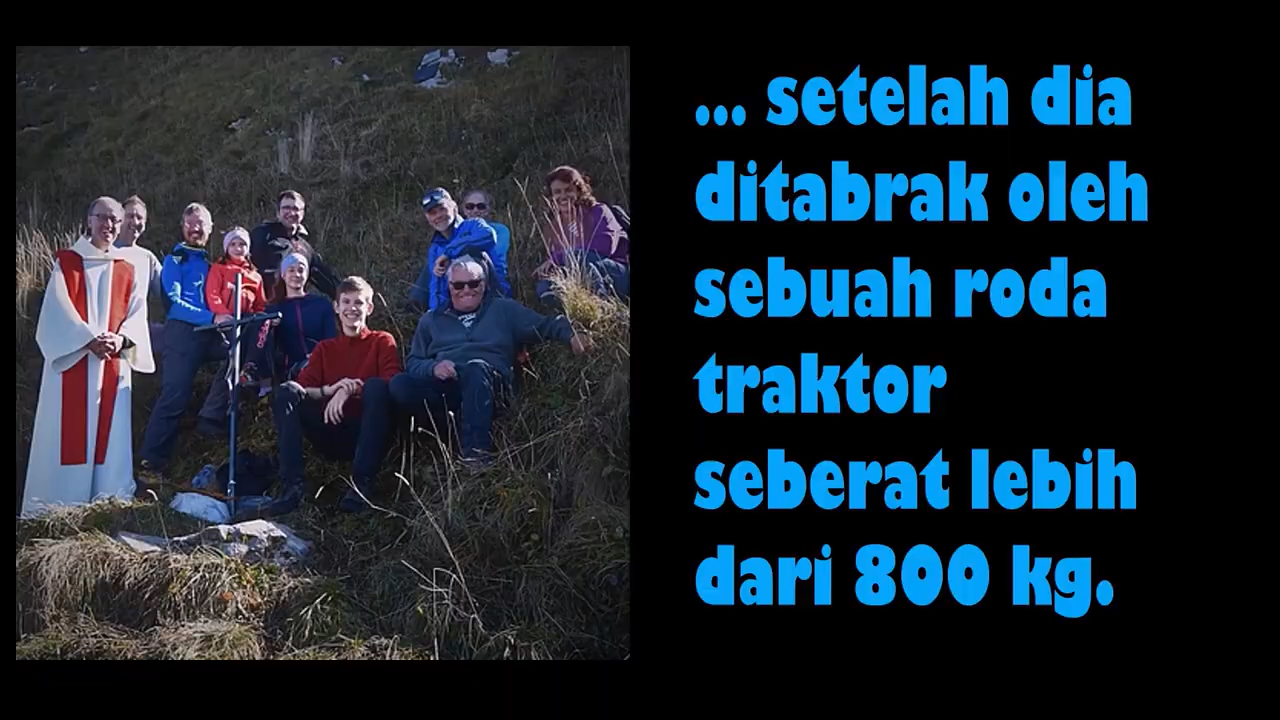 ... setelah dia
ditabrak oleh
sebuah roda
traktor
seberat lebih
dari 800 kg.